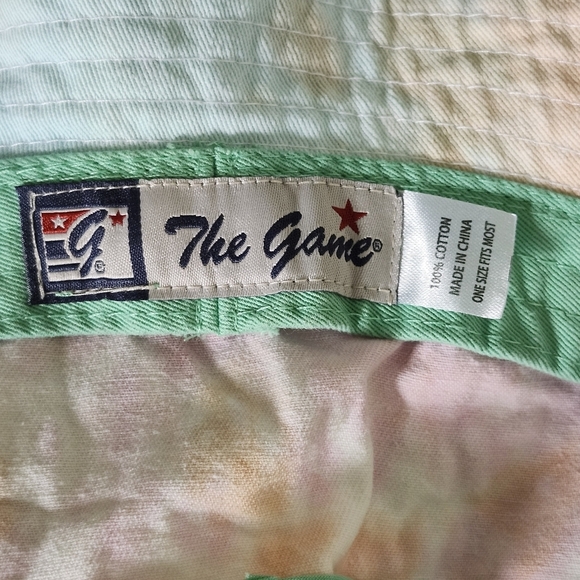 G®
The Game®
100% COTTON
MADE IN CHINA
ONE SIZE FITS MOST